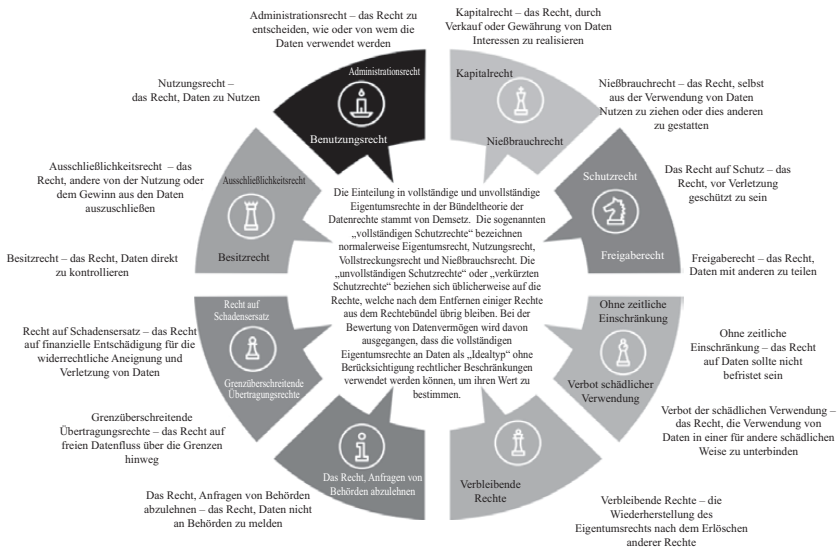 Administrationsrecht – das Recht zu
entscheiden, wie oder von wem die
Daten verwendet werden
Kapitalrecht – das Recht, durch
Verkauf oder Gewährung von Daten
Interessen zu realisieren
Nutzungsrecht –
das Recht, Daten zu Nutzen
Administrationsrecht
Benutzungsrecht
Kapitalrecht
Nießbrauchrecht
Nießbrauchrecht – das Recht, selbst
aus der Verwendung von Daten
Nutzen zu ziehen oder dies anderen
zu gestatten
Ausschließlichkeitsrecht – das
Recht, andere von der Nutzung oder
dem Gewinn aus den Daten
auszuschließen
Ausschließlichkeitsrecht
Besitzrecht
Schutzrecht
Freigaberecht
Das Recht auf Schutz – das
Recht, vor Verletzung
geschützt zu sein
Besitzrecht – das Recht, Daten direkt
zu kontrollieren
Freigaberecht – das Recht,
Daten mit anderen zu teilen
Die Einteilung in vollständige und unvollständige
Eigentumsrechte in der Bündeltheorie der
Datenrechte stammt von Demsetz. Die sogenannten
„vollständigen Schutzrechte“ bezeichnen
normalerweise Eigentumsrecht, Nutzungsrecht,
Vollstreckungsrecht und Nießbrauchsrecht. Die
„unvollständigen Schutzrechte“ oder „verkürzten
Schutzrechte“ beziehen sich üblicherweise auf die
Rechte, welche nach dem Entfernen einiger Rechte
aus dem Rechtebündel übrig bleiben. Bei der
Bewertung von Datenvermögen wird davon
ausgegangen, dass die vollständigen
Eigentumsrechte an Daten als „Idealtyp“ ohne
Berücksichtigung rechtlicher Beschränkungen
verwendet werden können, um ihren Wert zu
bestimmen.
Recht auf Schadensersatz – das Recht
auf finanzielle Entschädigung für die
widerrechtliche Aneignung und
Verletzung von Daten
Recht auf
Schadensersatz
Grenzüberschreitende
Übertragungsrechte
Ohne zeitliche
Einschränkung
Verbot schädlicher
Verwendung
Ohne zeitliche
Einschränkung – das Recht
auf Daten sollte nicht
befristet sein
Grenzüberschreitende
Übertragungsrechte – das Recht auf
freien Datenfluss über die Grenzen
hinweg
Verbot der schädlichen Verwendung –
das Recht, die Verwendung von
Daten in einer für andere schädlichen
Weise zu unterbinden
Das Recht, Anfragen von
Behörden abzulehnen
Verbleibende
Rechte
Das Recht, Anfragen von Behörden
abzulehnen – das Recht, Daten nicht
an Behörden zu melden
Verbleibende Rechte – die
Wiederherstellung des
Eigentumsrechts nach dem Erlöschen
anderer Rechte